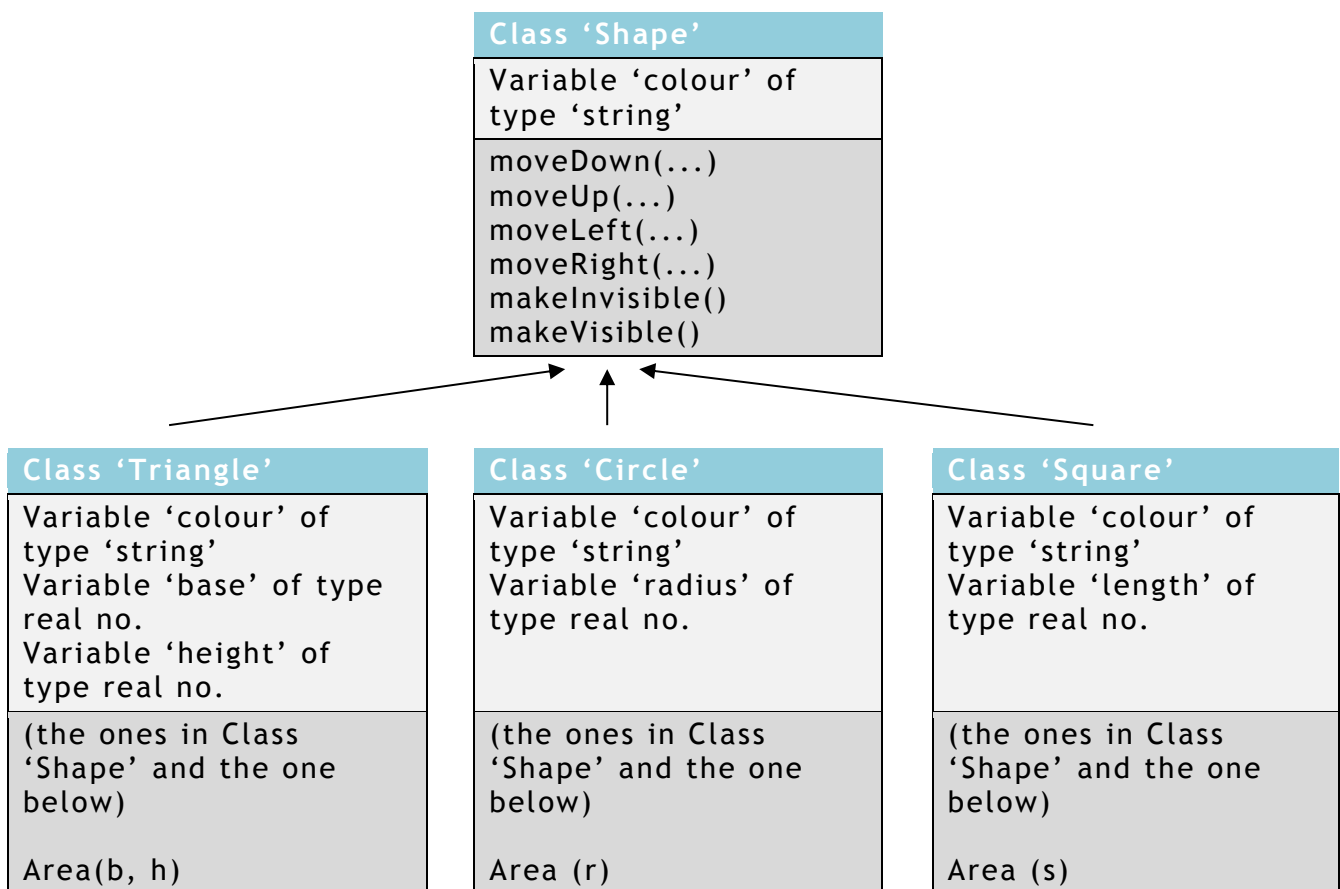 Class ‘Shape’
Variable ‘colour’ of
type ‘string’
moveDown(...)
moveUp(...)
moveLeft(...)
moveRight(...)
makeInvisible()
makeVisible()
Class ‘Triangle’
Variable ‘colour’ of
type ‘string’
Variable ‘base’ of type
real no.
Variable ‘height’ of
type real no.
(the ones in Class
‘Shape’ and the one
below)
Area(b, h)
Class ‘Circle’
Variable ‘colour’ of
type ‘string’
Variable ‘radius’ of
type real no.
(the ones in Class
‘Shape’ and the one
below)
Area (r)
Class ‘Square’
Variable ‘colour’ of
type ‘string’
Variable ‘length’ of
type real no.
(the ones in Class
‘Shape’ and the one
below)
Area (s)